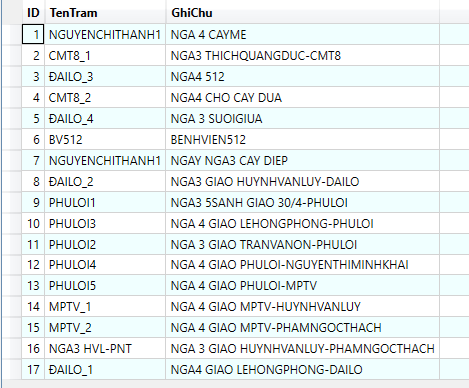 ID TenTram GhiChu
1 NGUYENCHITHANH1 NGA 4 CAYME
2 CMT8_1 NGA3 THICHQUANGDUC-CMT8
3 ĐAILO_3 NGA4 512
4 CMT8_2 NGA4 CHO CAY DUA
5 ĐAILO_4 NGA 3 SUOIGIUA
6 BV512 BENHVIEN512
7 NGUYENCHITHANH1 NGAY NGA3 CAY DIEP
8 ĐAILO_2 NGA3 GIAO HUYNHVANLUY-DAILO
9 PHULOI1 NGA3 5SANH GIAO 30/4-PHULOI
10 PHULOI3 NGA 4 GIAO LEHONGPHONG-PHULOI
11 PHULOI2 NGA 3 GIAO TRANVANON-PHULOI
12 PHULOI4 NGA 4 GIAO PHULOI-NGUYENTHIMINHKHAI
13 PHULOI5 NGA 4 GIAO PHULOI-MPTV
14 MPTV_1 NGA 4 GIAO MPTV-HUYNHVANLUY
15 MPTV_2 NGA 4 GIAO MPTV-PHAMNGOCTHACH
16 NGA3 HVL-PNT NGA 3 GIAO HUYNHVANLUY-PHAMNGOCTHACH
17 ĐAILO_1 NGA4 GIAO LEHONGPHONG-DAILO